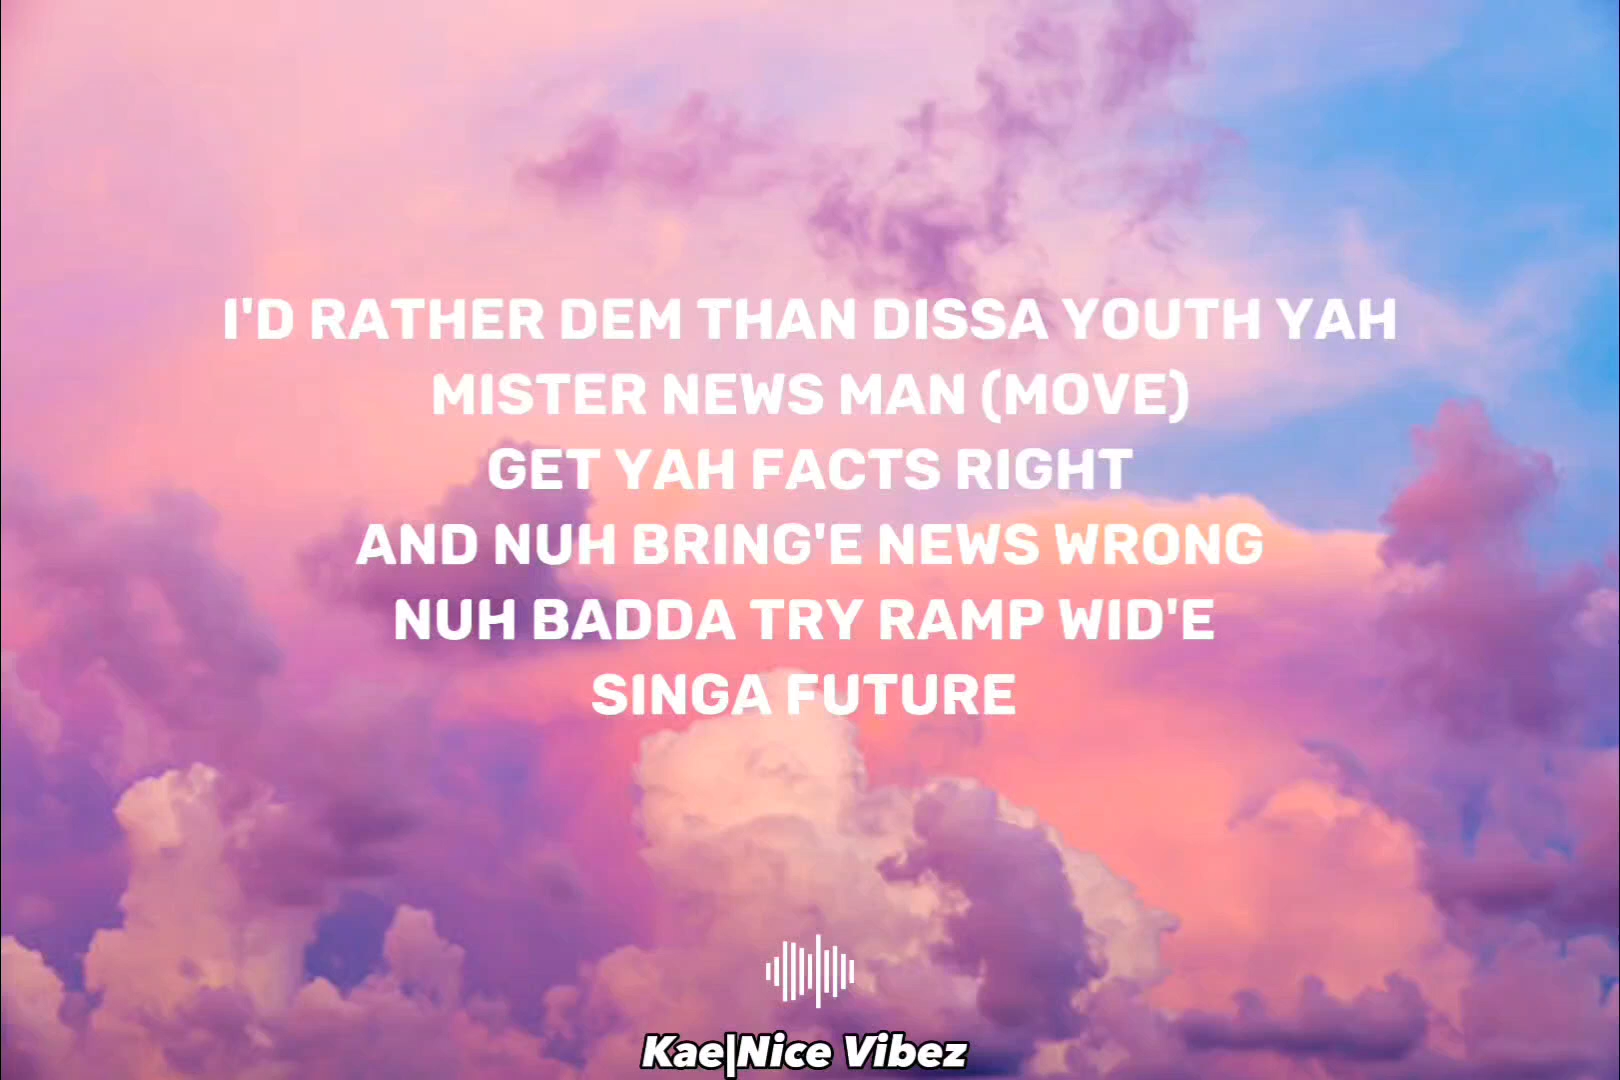 I'D RATHER DEM THAN DISSA YOUTH YAH
MISTER NEWS MAN (MOVE)
GET YAH FACTS RIGHT
AND NUH BRING'E NEWS WRONG
NUH BADDA TRY RAMP WID'E
SINGA FUTURE
Kae|Nice Vibez